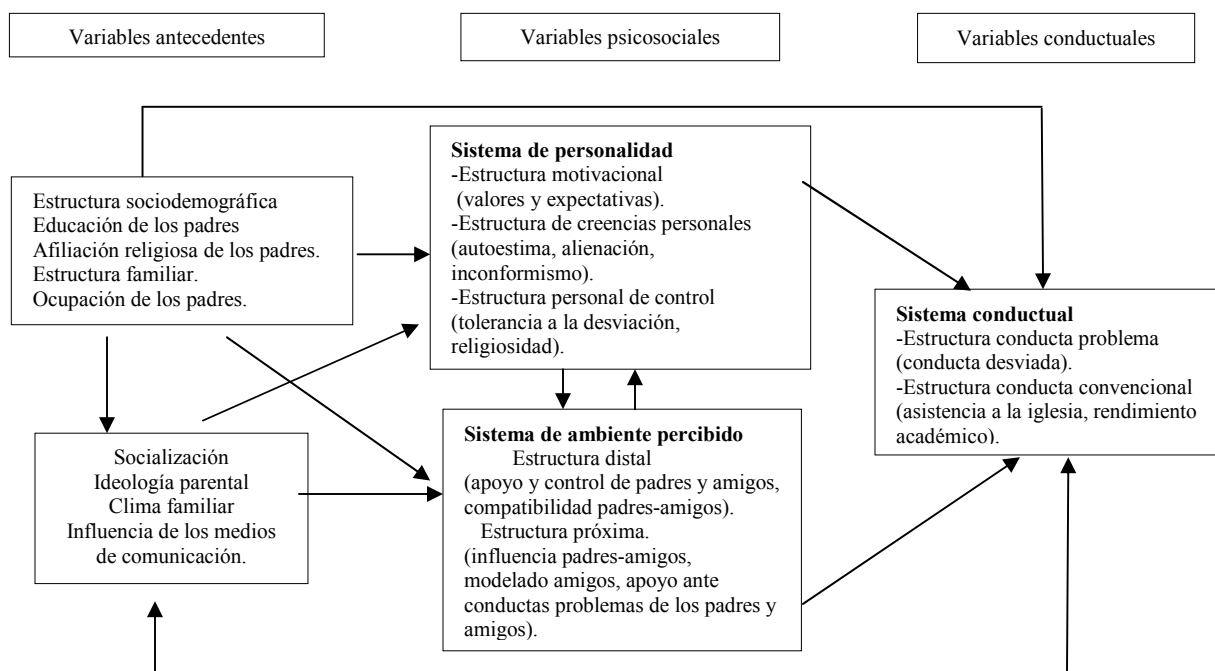 Variables antecedentes
Variables psicosociales
Variables conductuales
Estructura sociodemográfica
Educación de los padres
Afiliación religiosa de los padres.
Estructura familiar.
Ocupación de los padres.
Socialización
Ideología parental
Clima familiar
Influencia de los medios
de comunicación.
Sistema de personalidad
-Estructura motivacional
(valores y expectativas).
-Estructura de creencias personales
(autoestima, alienación,
inconformismo).
-Estructura personal de control
(tolerancia a la desviación,
religiosidad).
Sistema de ambiente percibido
Estructura distal
(apoyo y control de padres y amigos,
compatibilidad padres-amigos).
Estructura próxima.
(influencia padres-amigos,
modelado amigos, apoyo ante
conductas problemas de los padres y
amigos).
Sistema conductual
-Estructura conducta problema
(conducta desviada).
-Estructura conducta convencional
(asistencia a la iglesia, rendimiento
académico).